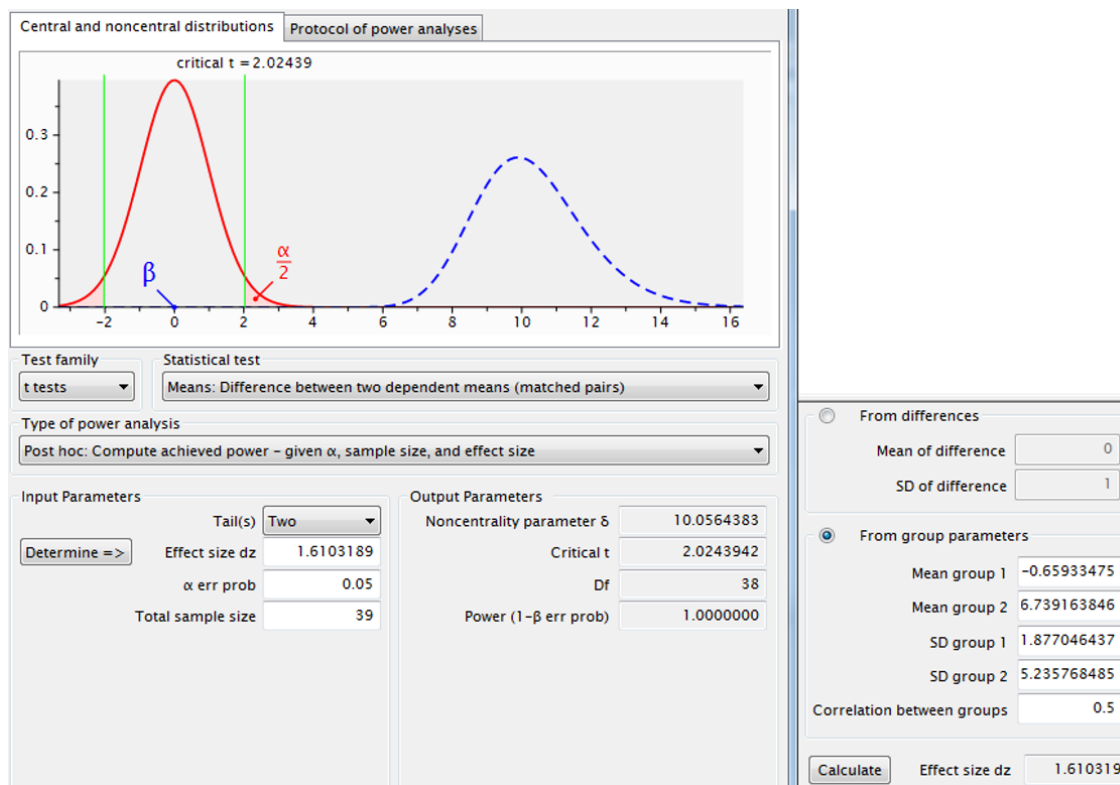 Central and noncentral distributions Protocol of power analyses
critical t = 2.02439
0.3
0.2
0.1
0
β
α
2
-2 0 2 4 6 8 10 12 14 16
Test family Statistical test
t tests Means: Difference between two dependent means (matched pairs)
Type of power analysis
Post hoc: Compute achieved power – given α, sample size, and effect size
Input Parameters
Tail(s) Two
Determine => Effect size dz 1.6103189
α err prob 0.05
Total sample size 39
Output Parameters
Noncentrality parameter δ 10.0564383
Critical t 2.0243942
Df 38
Power (1-β err prob) 1.0000000
From differences
Mean of difference 0
SD of difference 1
From group parameters
Mean group 1 -0.65933475
Mean group 2 6.739163846
SD group 1 1.877046437
SD group 2 5.235768485
Correlation between groups 0.5
Calculate Effect size dz 1.610319